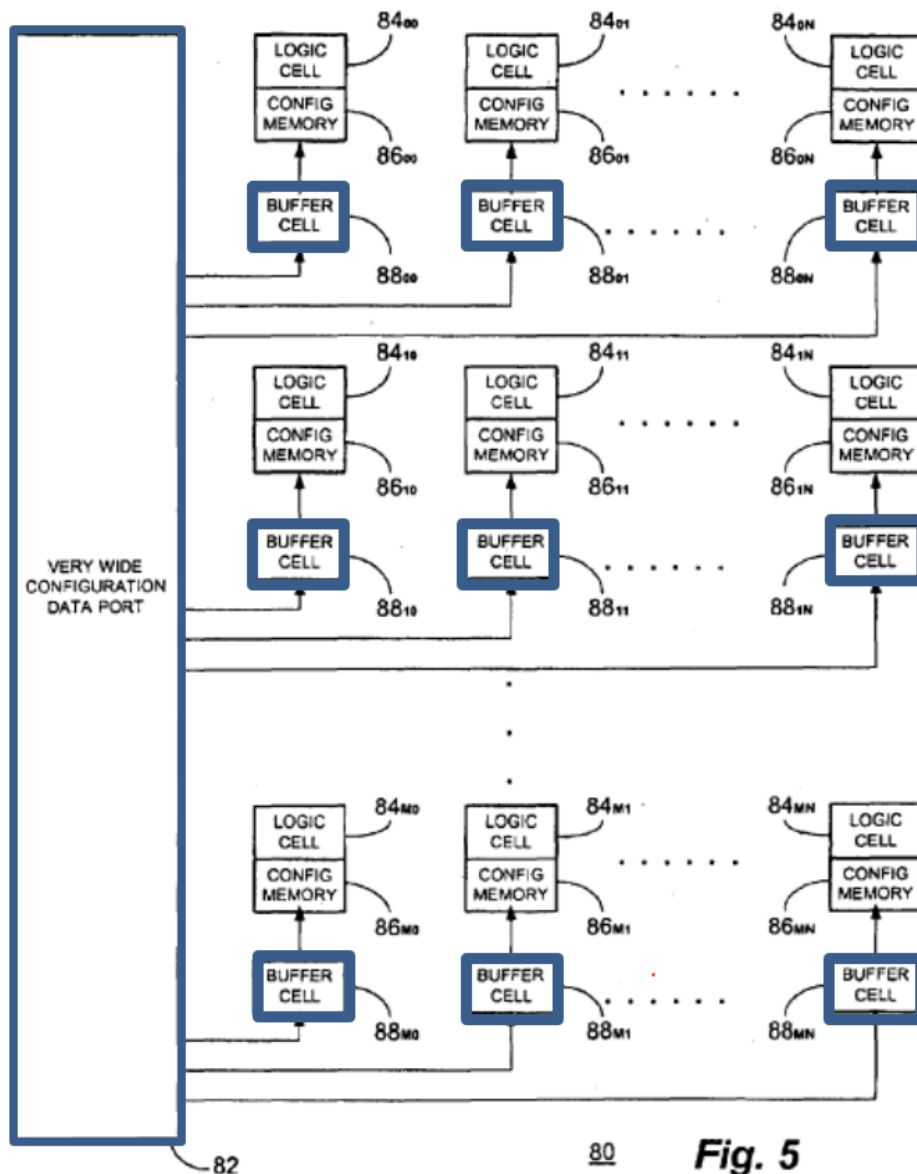 84₀₀ 84₀₁ 84₀N
LOGIC CELL LOGIC CELL LOGIC CELL
CONFIG MEMORY CONFIG MEMORY CONFIG MEMORY
86₀₀ 86₀₁ 86₀N
BUFFER CELL BUFFER CELL BUFFER CELL
88₀₀ 88₀₁ 88₀N
84₁₀ 84₁₁ 84₁N
LOGIC CELL LOGIC CELL LOGIC CELL
CONFIG MEMORY CONFIG MEMORY CONFIG MEMORY
86₁₀ 86₁₁ 86₁N
BUFFER CELL BUFFER CELL BUFFER CELL
VERY WIDE
CONFIGURATION
DATA PORT
88₁₀ 88₁₁ 88₁N
84M₀ 84M₁ 84MN
LOGIC CELL LOGIC CELL LOGIC CELL
CONFIG MEMORY CONFIG MEMORY CONFIG MEMORY
86M₀ 86M₁ 86MN
BUFFER CELL BUFFER CELL BUFFER CELL
88M₀ 88M₁ 88MN
82
80 Fig. 5